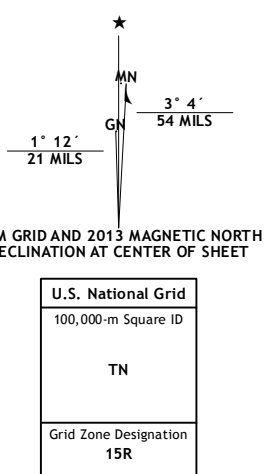 ★
MN
3° 4´
54 MILS
GN
1° 12´
21 MILS
M GRID AND 2013 MAGNETIC NORTH
ECLINATION AT CENTER OF SHEET
U.S. National Grid
100,000-m Square ID
TN
Grid Zone Designation
15R